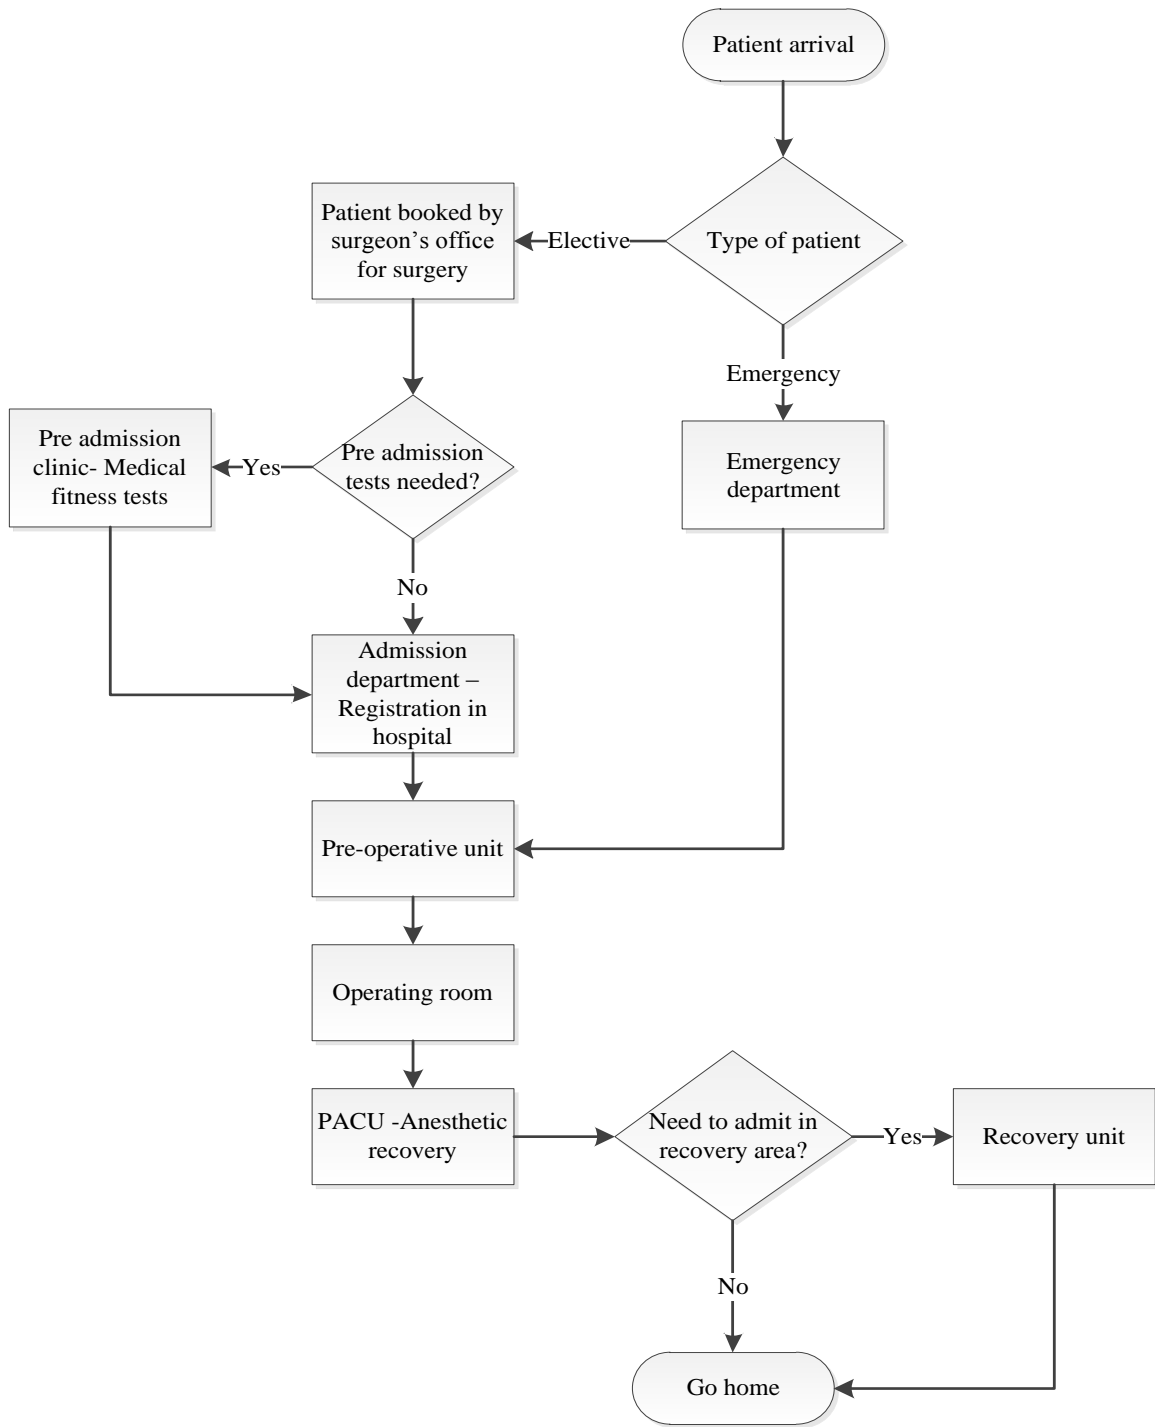 Patient arrival
Type of patient
Elective
Patient booked by
surgeon’s office
for surgery
Emergency
Emergency
department
Pre admission
tests needed?
Yes
Pre admission
clinic- Medical
fitness tests
No
Admission
department –
Registration in
hospital
Pre-operative unit
Operating room
PACU -Anesthetic
recovery
Need to admit in
recovery area?
Yes
Recovery unit
No
Go home